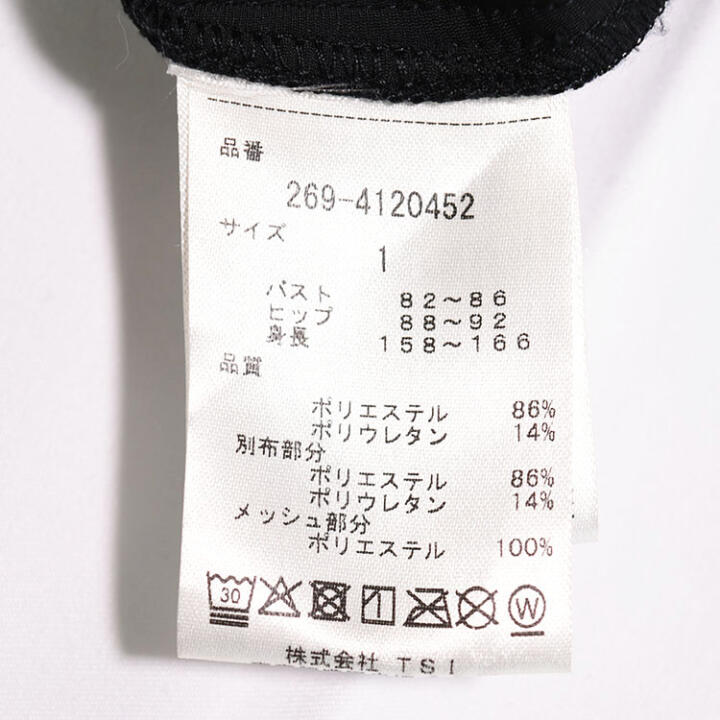 品番
269-4120452
サイズ
1
バスト 82～86
ヒップ 88～92
身長 158～166
品質
ポリエステル 86%
ポリウレタン 14%
別布部分
ポリエステル 86%
ポリウレタン 14%
メッシュ部分
ポリエステル 100%
30 W
株式会社 TSI